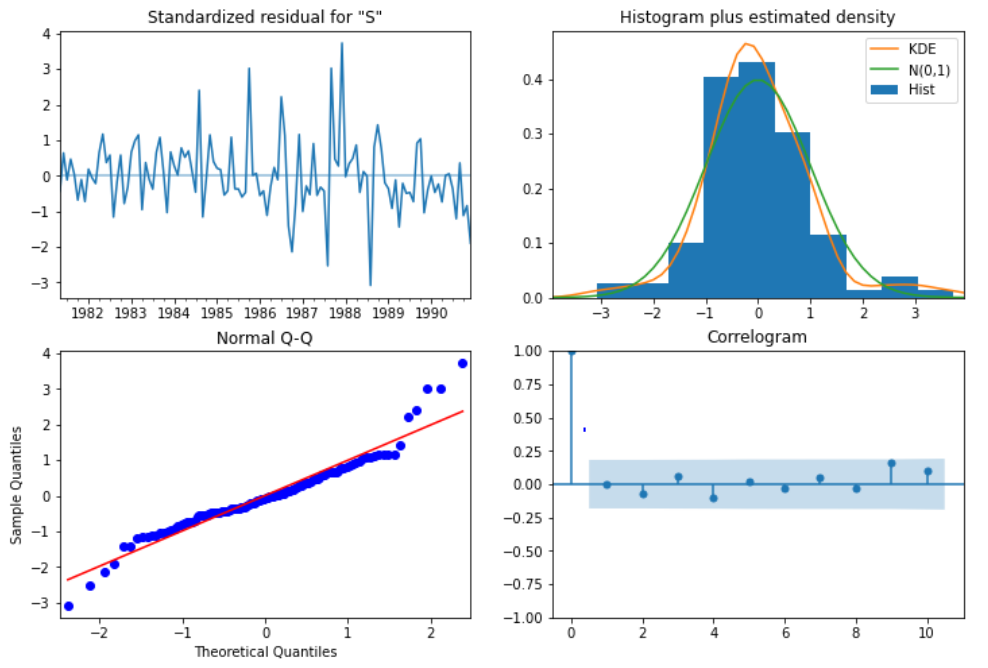 Standardized residual for "S"
4
3
2
1
0
−1
−2
−3
1982 1983 1984 1985 1986 1987 1988 1989 1990
Histogram plus estimated density
KDE
N(0,1)
Hist
0.4
0.3
0.2
0.1
0.0
−3 −2 −1 0 1 2 3
Normal Q-Q
Sample Quantiles
4
3
2
1
0
−1
−2
−3
−2 −1 0 1 2
Theoretical Quantiles
Correlogram
1.00
0.75
0.50
0.25
0.00
−0.25
−0.50
−0.75
−1.00
0 2 4 6 8 10